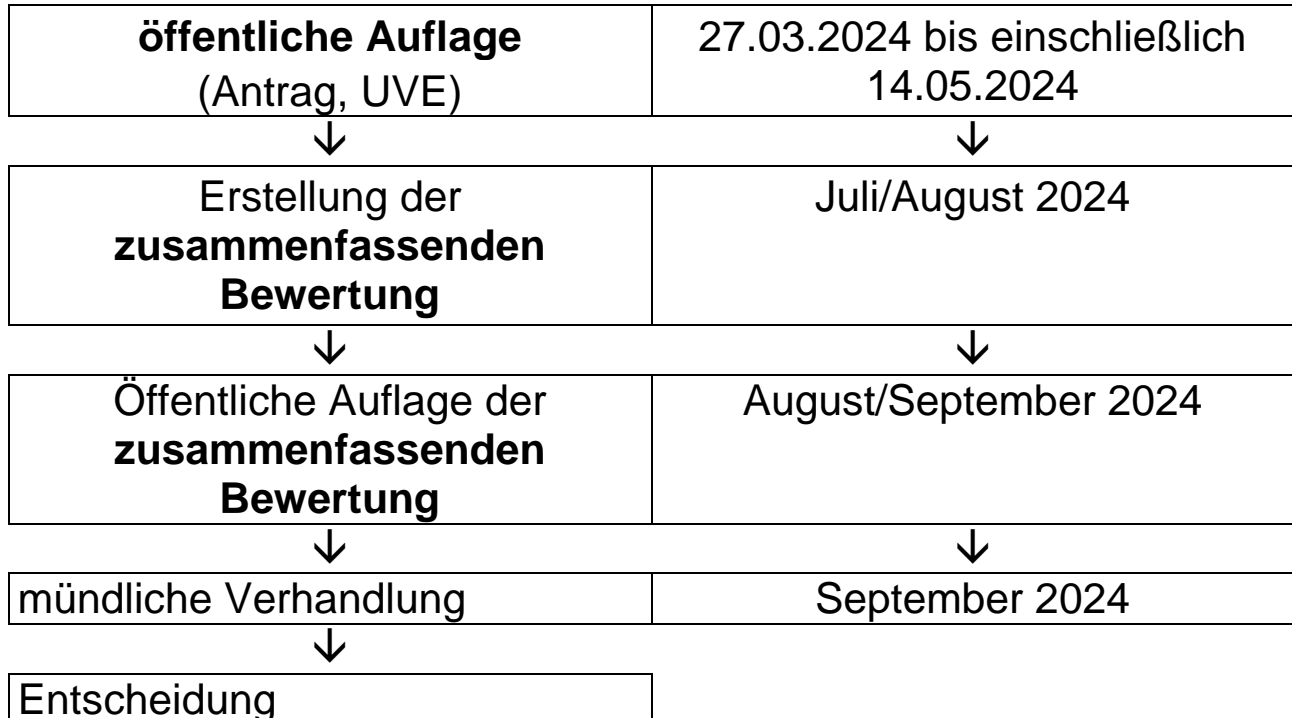 öffentliche Auflage
(Antrag, UVE)
27.03.2024 bis einschließlich
14.05.2024
Erstellung der
zusammenfassenden
Bewertung
Juli/August 2024
Öffentliche Auflage der
zusammenfassenden
Bewertung
August/September 2024
mündliche Verhandlung
September 2024
Entscheidung